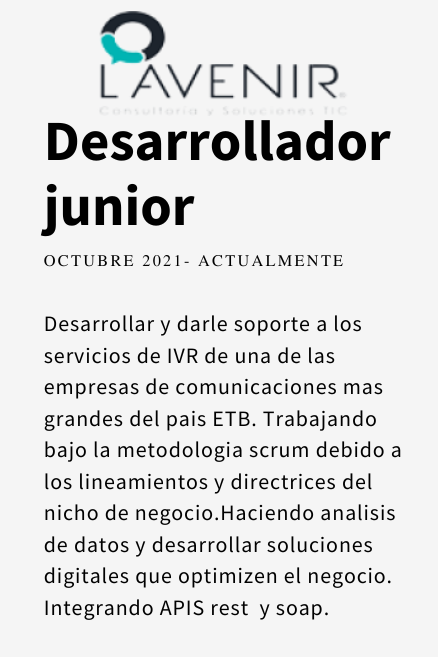 L'AVENIR
Consultoria y Soluciones TIC
Desarrollador
junior
OCTUBRE 2021- ACTUALMENTE
Desarrollar y darle soporte a los
servicios de IVR de una de las
empresas de comunicaciones mas
grandes del pais ETB. Trabajando
bajo la metodologia scrum debido a
los lineamientos y directrices del
nicho de negocio.Haciendo analisis
de datos y desarrollar soluciones
digitales que optimizen el negocio.
Integrando APIS rest  y soap.